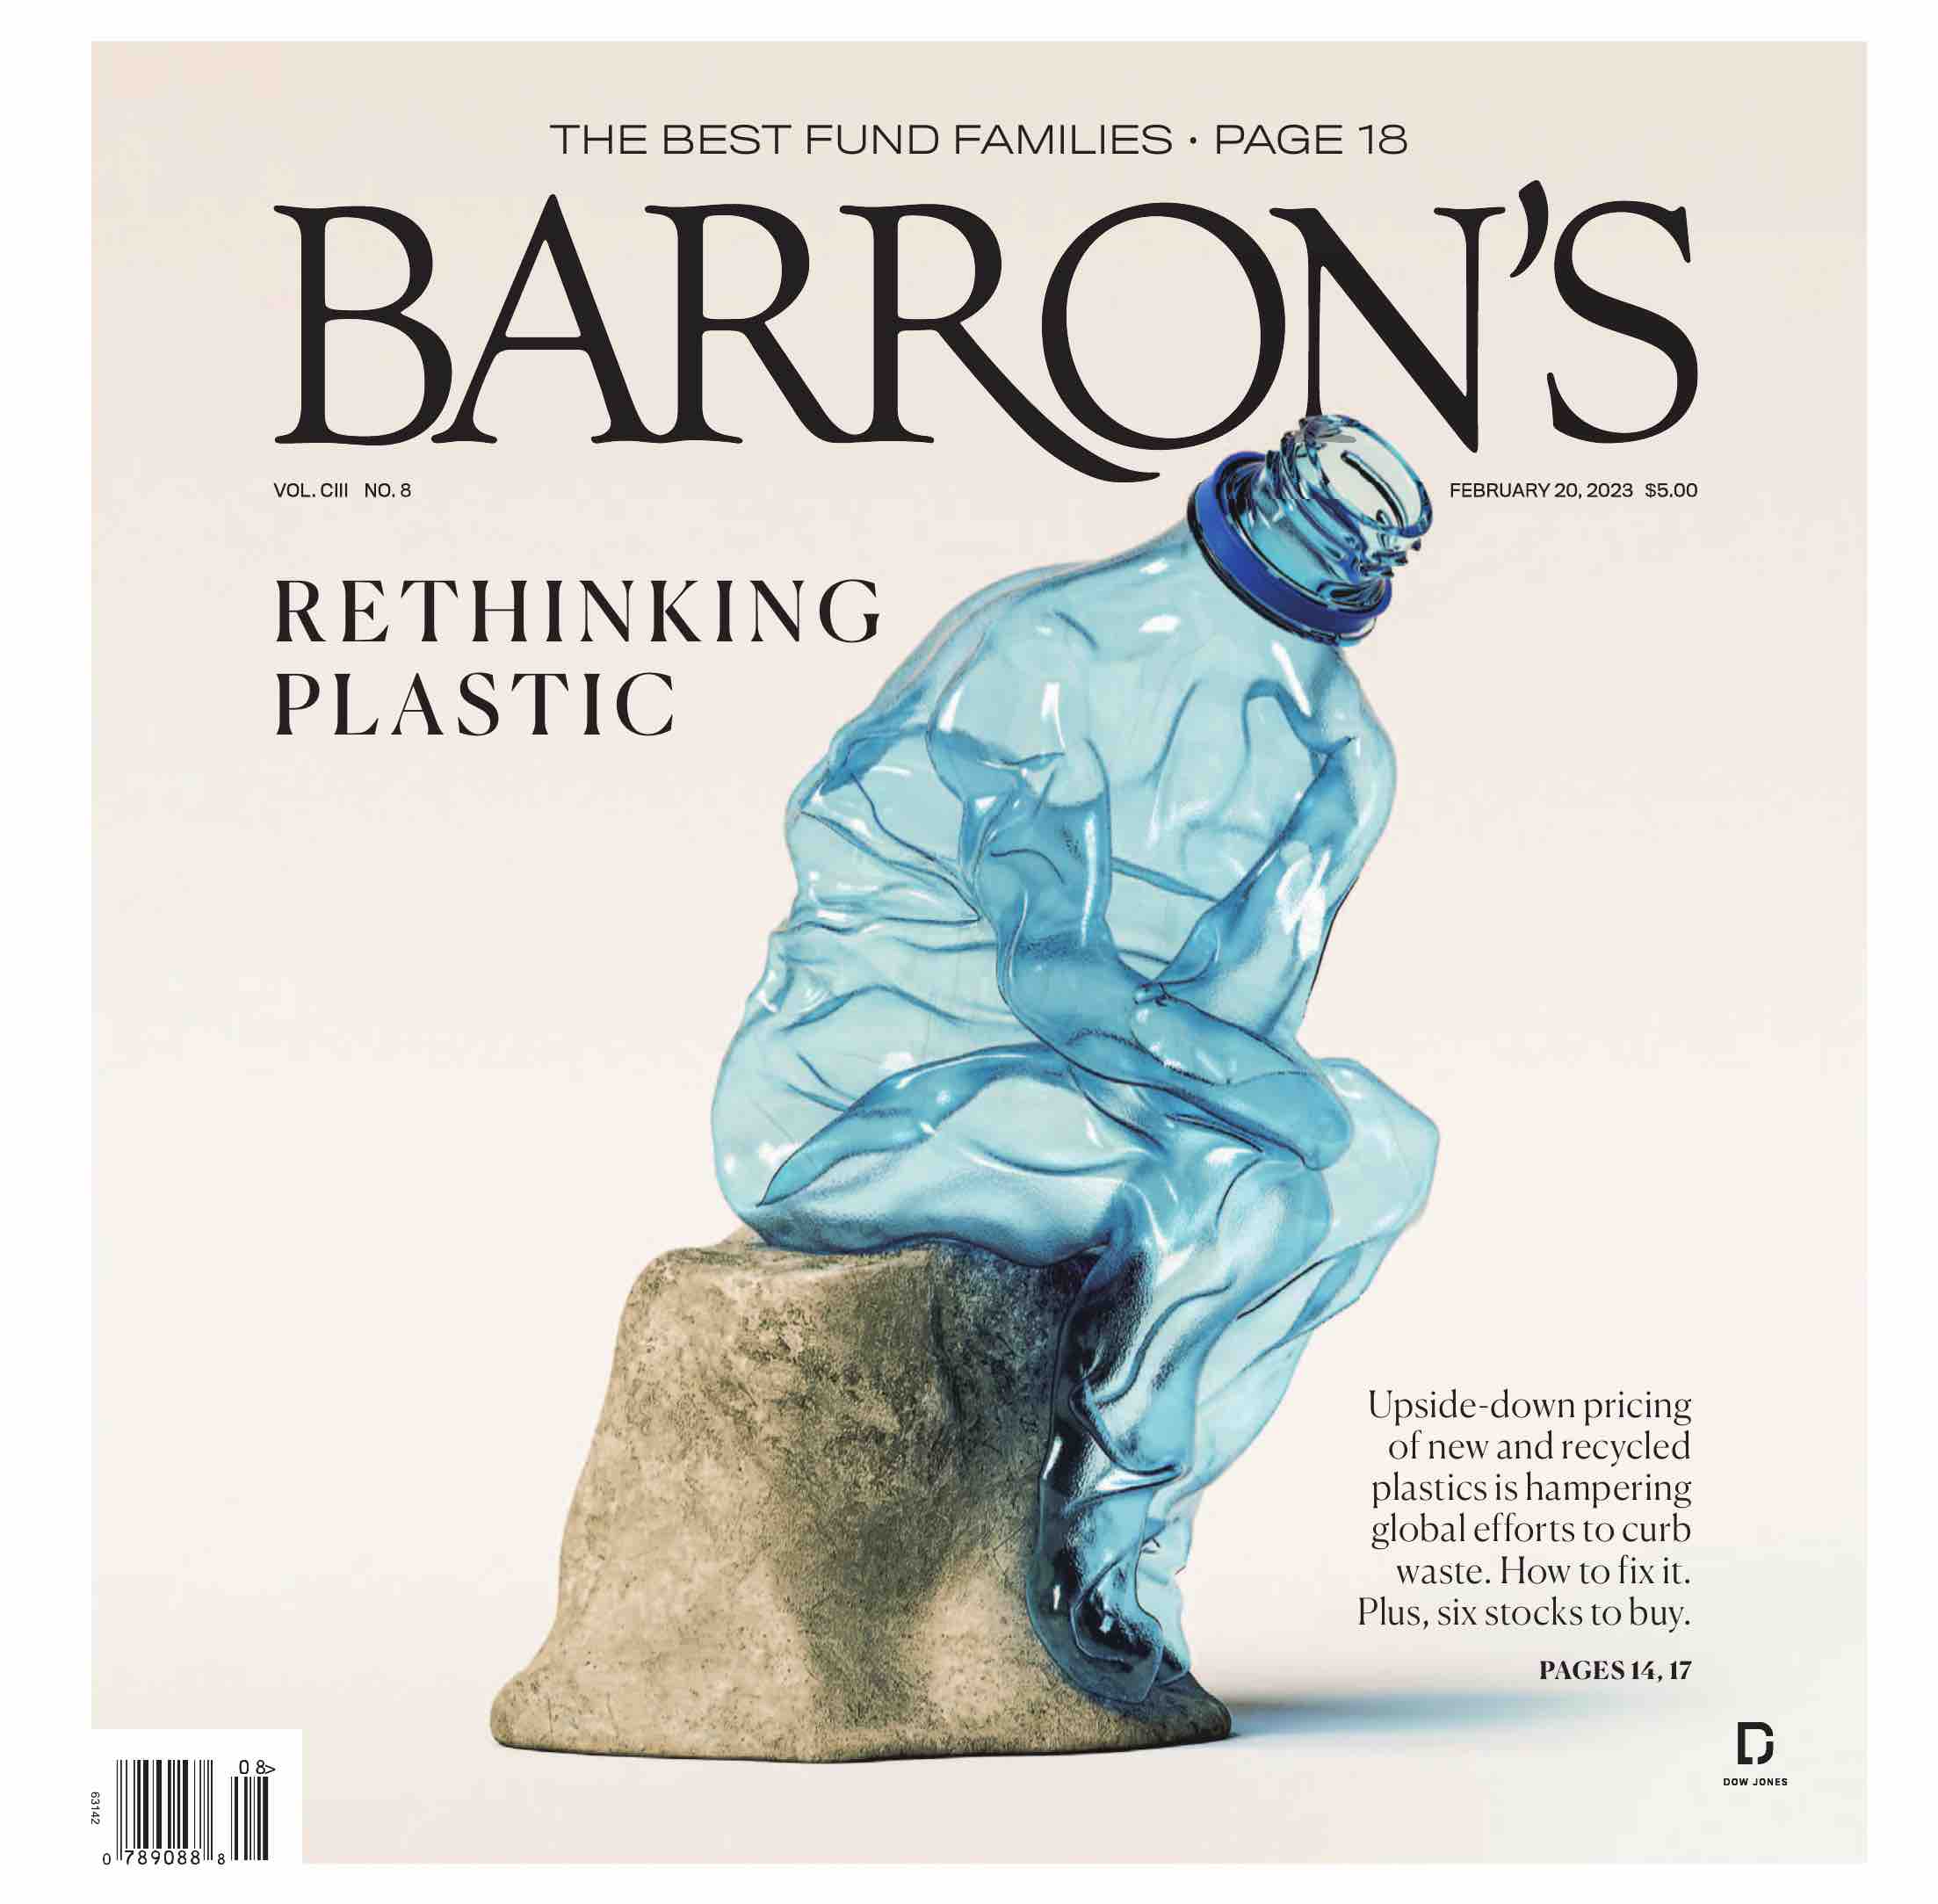 THE BEST FUND FAMILIES • PAGE 18
BARRON'S
VOL. CIII NO. 8
FEBRUARY 20, 2023 $5.00
RETHINKING
PLASTIC
Upside-down pricing
of new and recycled
plastics is hampering
global efforts to curb
waste. How to fix it.
Plus, six stocks to buy.
PAGES 14, 17
DOW JONES
08>
63142
0 789088 8